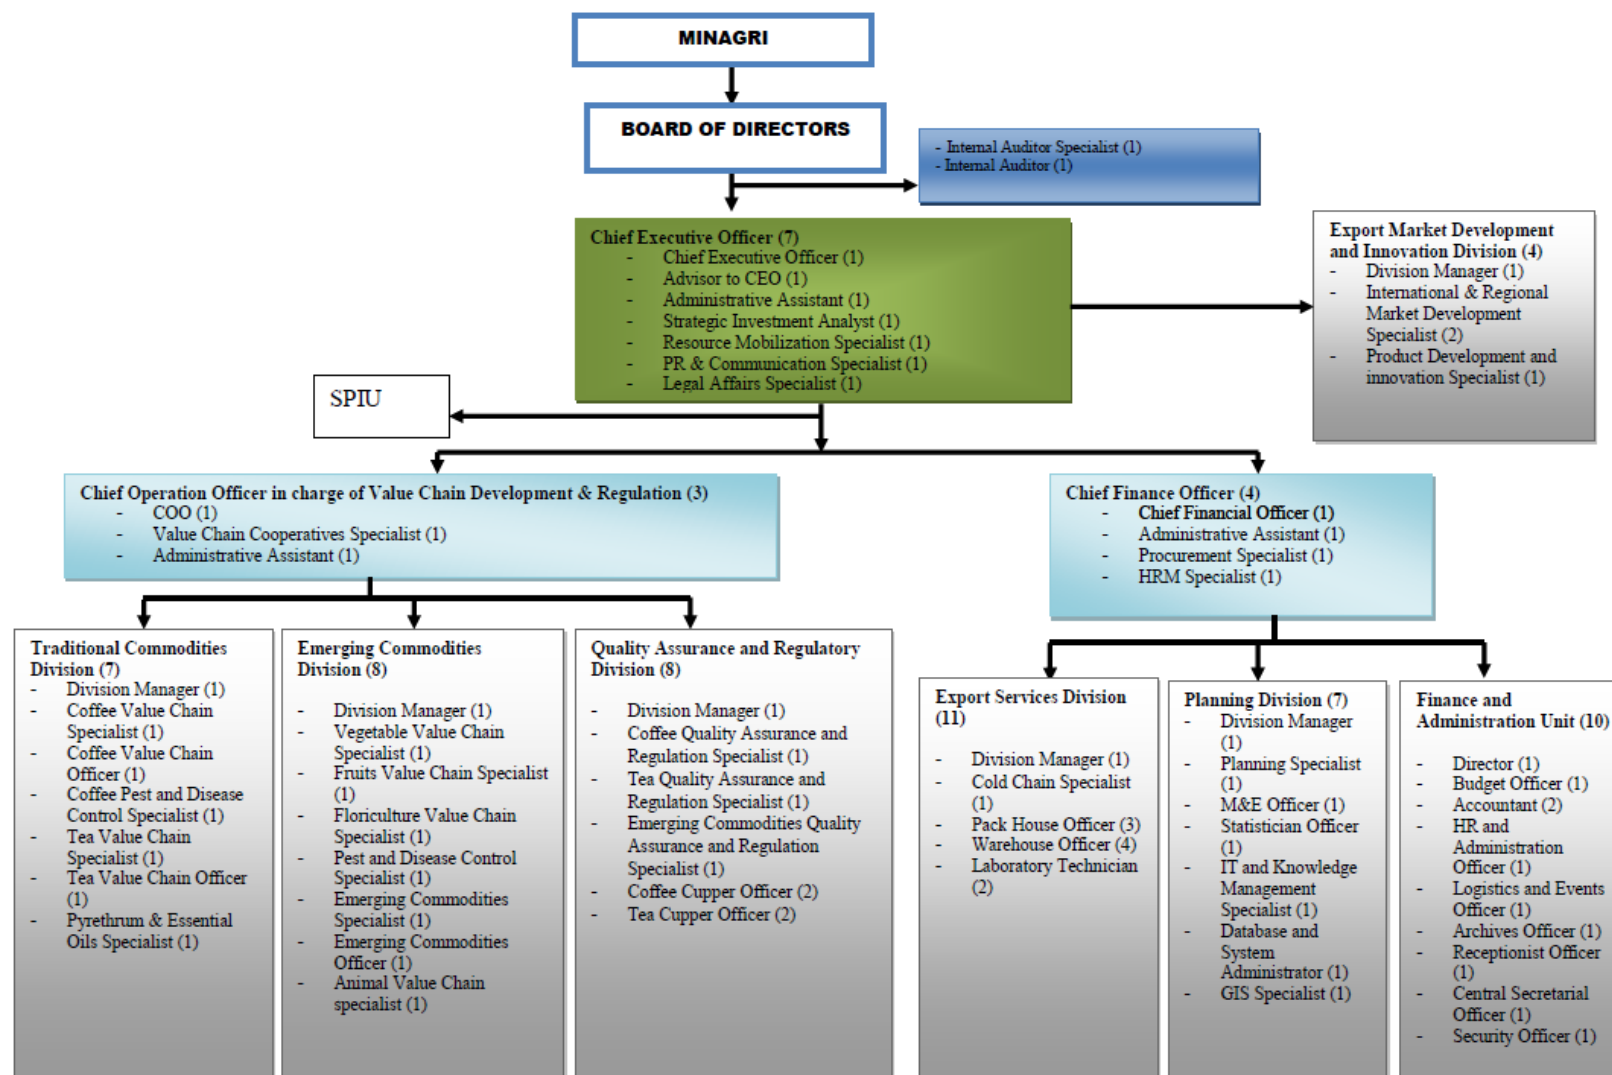 MINAGRI
BOARD OF DIRECTORS
- Internal Auditor Specialist (1)
- Internal Auditor (1)
Chief Executive Officer (7)
- Chief Executive Officer (1)
- Advisor to CEO (1)
- Administrative Assistant (1)
- Strategic Investment Analyst (1)
- Resource Mobilization Specialist (1)
- PR & Communication Specialist (1)
- Legal Affairs Specialist (1)
Export Market Development
and Innovation Division (4)
- Division Manager (1)
- International & Regional
Market Development
Specialist (2)
- Product Development and
innovation Specialist (1)
SPIU
Chief Operation Officer in charge of Value Chain Development & Regulation (3)
- COO (1)
- Value Chain Cooperatives Specialist (1)
- Administrative Assistant (1)
Chief Finance Officer (4)
- Chief Financial Officer (1)
- Administrative Assistant (1)
- Procurement Specialist (1)
- HRM Specialist (1)
Traditional Commodities
Division (7)
- Division Manager (1)
- Coffee Value Chain
Specialist (1)
- Coffee Value Chain
Officer (1)
- Coffee Pest and Disease
Control Specialist (1)
- Tea Value Chain
Specialist (1)
- Tea Value Chain Officer
(1)
- Pyrethrum & Essential
Oils Specialist (1)
Emerging Commodities
Division (8)
- Division Manager (1)
- Vegetable Value Chain
Specialist (1)
- Fruits Value Chain Specialist
(1)
- Floriculture Value Chain
Specialist (1)
- Pest and Disease Control
Specialist (1)
- Emerging Commodities
Specialist (1)
- Emerging Commodities
Officer (1)
- Animal Value Chain
specialist (1)
Quality Assurance and Regulatory
Division (8)
- Division Manager (1)
- Coffee Quality Assurance and
Regulation Specialist (1)
- Tea Quality Assurance and
Regulation Specialist (1)
- Emerging Commodities Quality
Assurance and Regulation
Specialist (1)
- Coffee Cupper Officer (2)
- Tea Cupper Officer (2)
Export Services Division
(11)
- Division Manager (1)
- Cold Chain Specialist
(1)
- Pack House Officer (3)
- Warehouse Officer (4)
- Laboratory Technician
(2)
Planning Division (7)
- Division Manager
(1)
- Planning Specialist
(1)
- M&E Officer (1)
- Statistician Officer
(1)
- IT and Knowledge
Management
Specialist (1)
- Database and
System
Administrator (1)
- GIS Specialist (1)
Finance and
Administration Unit (10)
- Director (1)
- Budget Officer (1)
- Accountant (2)
- HR and
Administration
Officer (1)
- Logistics and Events
Officer (1)
- Archives Officer (1)
- Receptionist Officer
(1)
- Central Secretarial
Officer (1)
- Security Officer (1)